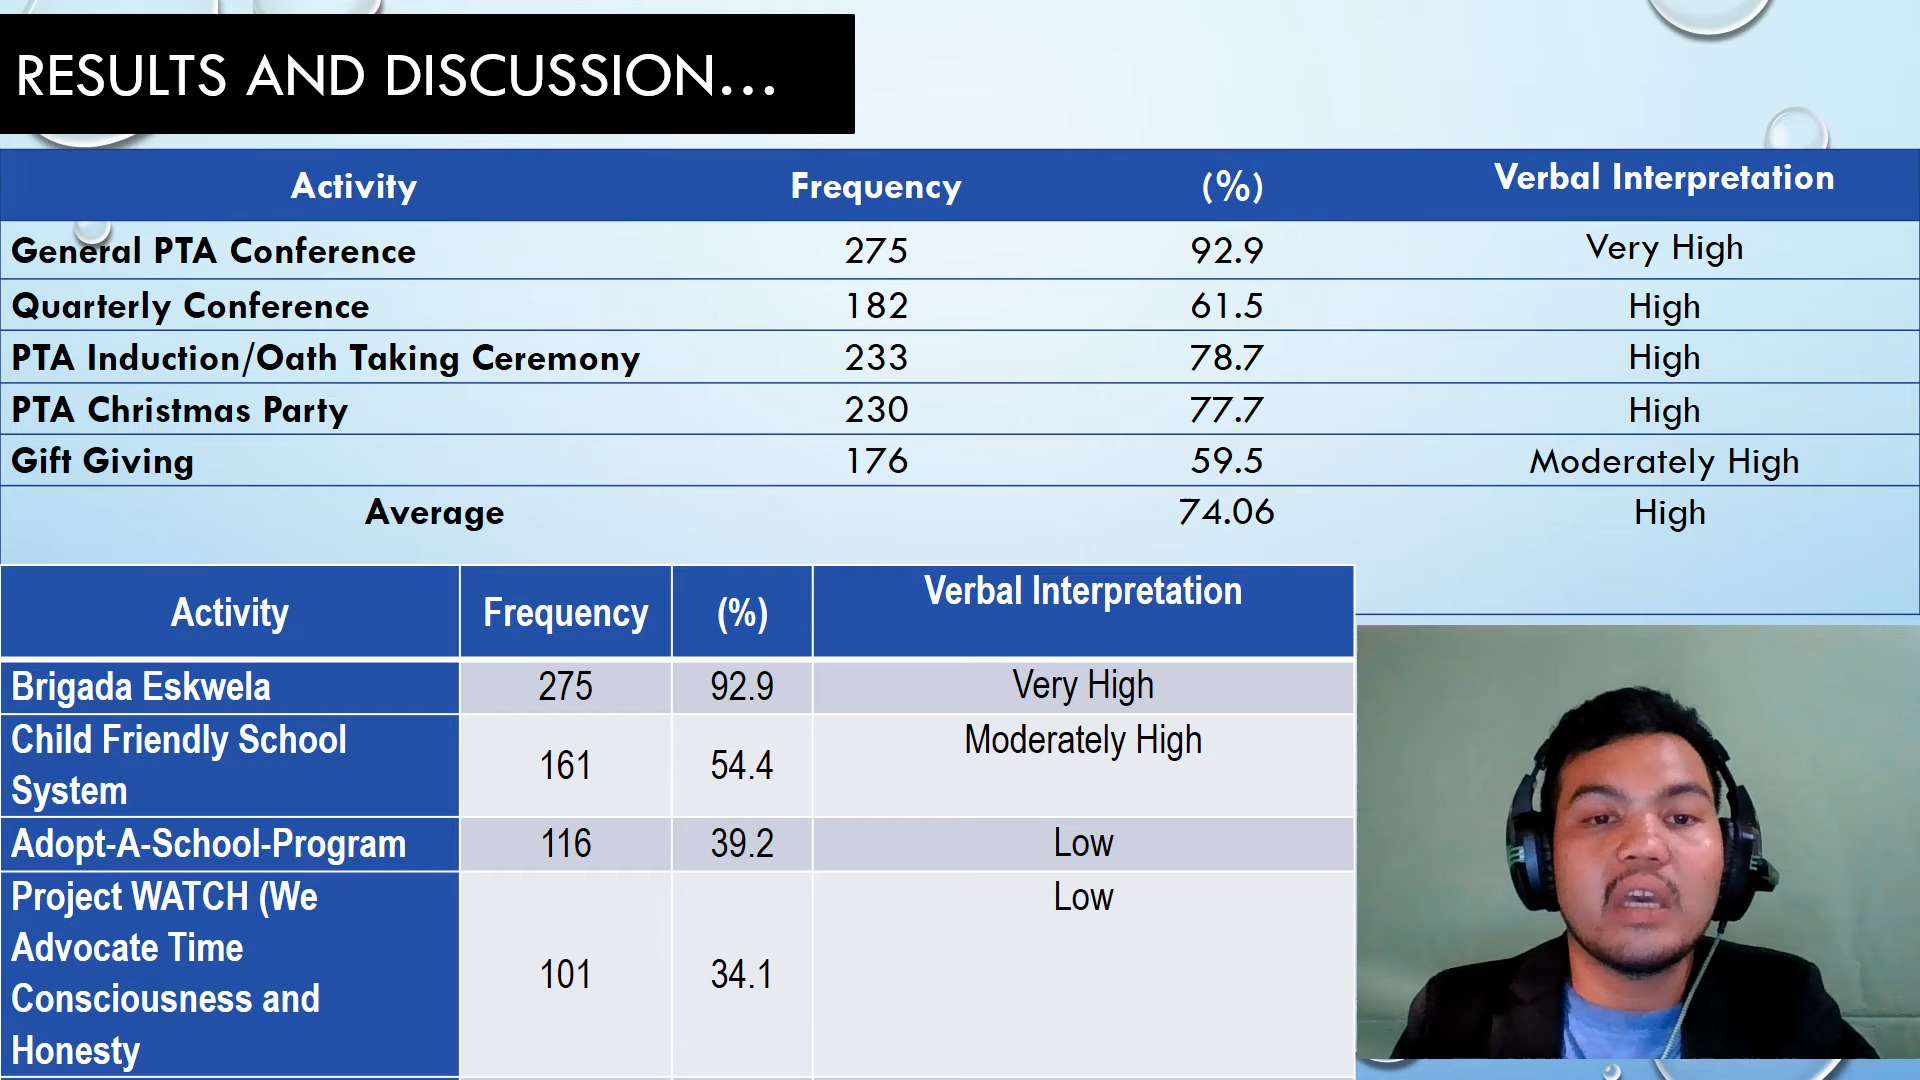 RESULTS AND DISCUSSION...
Activity Frequency (%) Verbal Interpretation
General PTA Conference 275 92.9 Very High
Quarterly Conference 182 61.5 High
PTA Induction/Oath Taking Ceremony 233 78.7 High
PTA Christmas Party 230 77.7 High
Gift Giving 176 59.5 Moderately High
Average 74.06 High
Activity Frequency (%) Verbal Interpretation
Brigada Eskwela 275 92.9 Very High
Child Friendly School
System 161 54.4 Moderately High
Adopt-A-School-Program 116 39.2 Low
Project WATCH (We
Advocate Time
Consciousness and
Honesty 101 34.1 Low